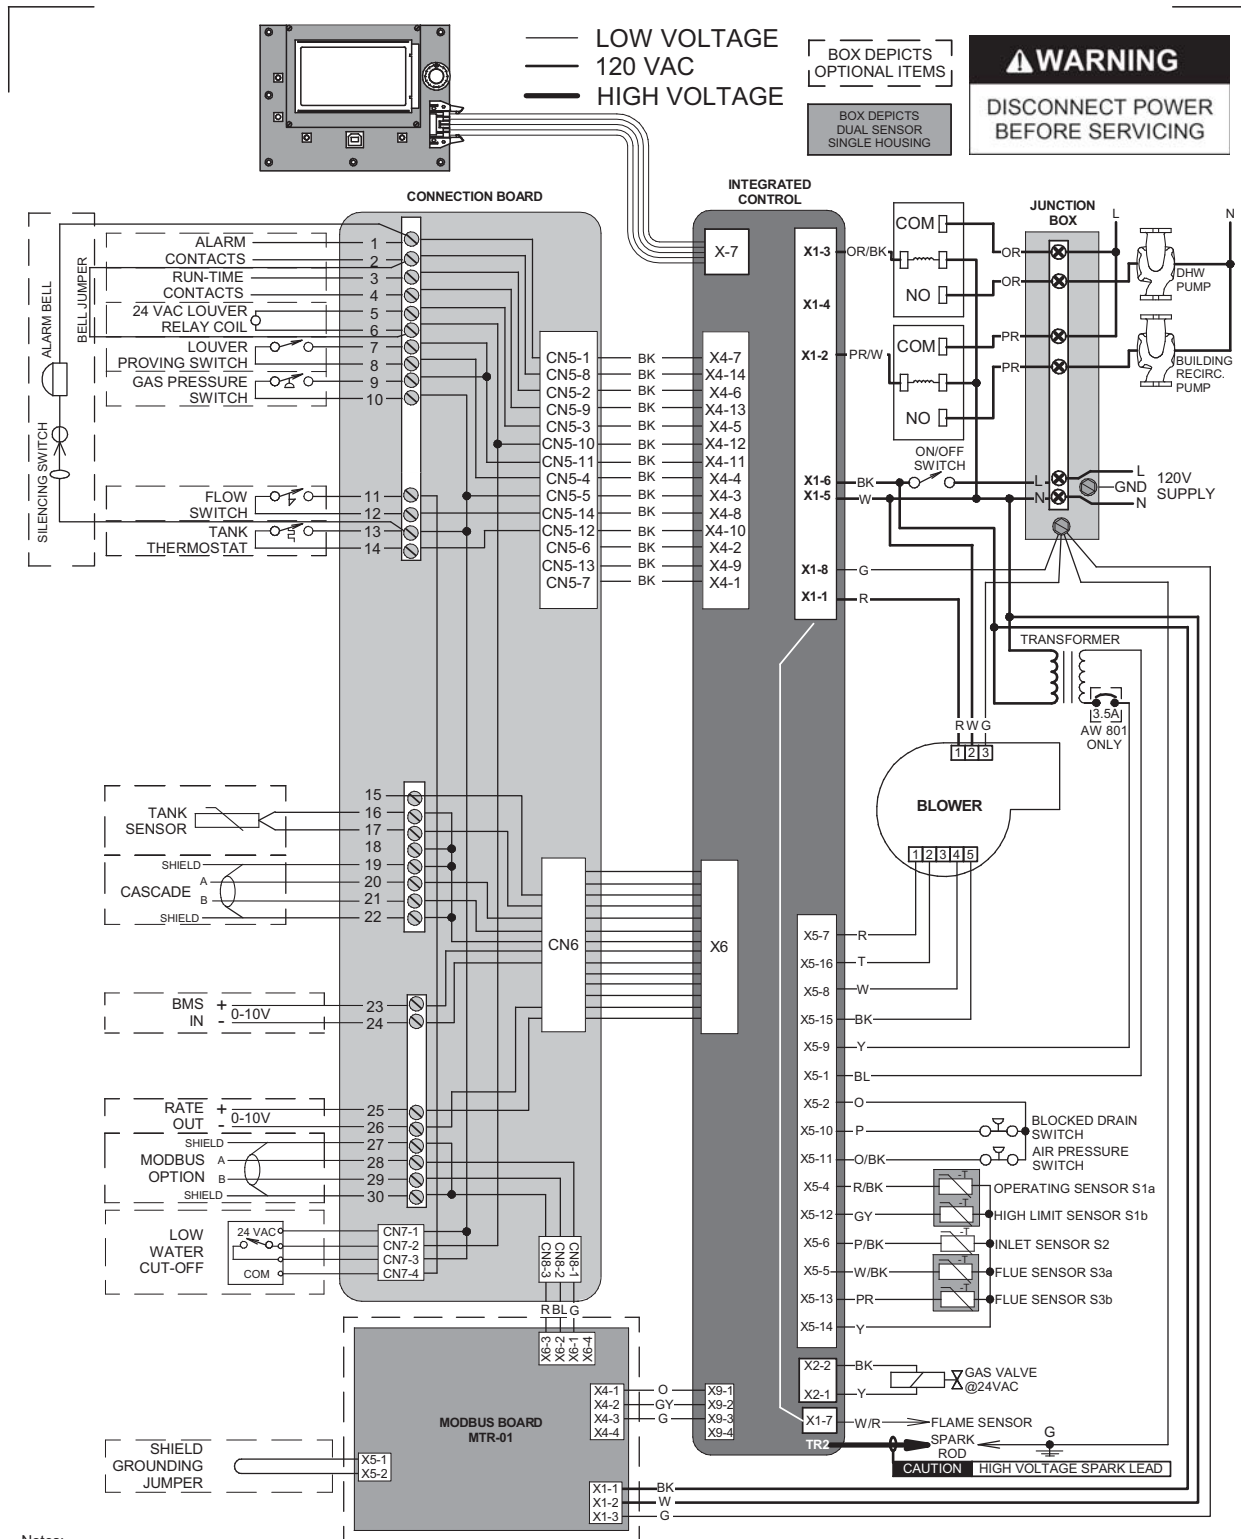 LOW VOLTAGE
120 VAC
HIGH VOLTAGE
BOX DEPICTS
OPTIONAL ITEMS
BOX DEPICTS
DUAL SENSOR
SINGLE HOUSING
WARNING
DISCONNECT POWER
BEFORE SERVICING
CONNECTION BOARD
INTEGRATED
CONTROL
JUNCTION
BOX
L
N
ALARM BELL
SILENCING SWITCH
BELL JUMPER
ALARM
CONTACTS
RUN-TIME
CONTACTS
24 VAC LOUVER
RELAY COIL
LOUVER
PROVING SWITCH
GAS PRESSURE
SWITCH
FLOW
SWITCH
TANK
THERMOSTAT
1
2
3
4
5
6
7
8
9
10
11
12
13
14
CN5-1 BK X4-7
CN5-8 BK X4-14
CN5-2 BK X4-6
CN5-9 BK X4-13
CN5-3 BK X4-5
CN5-10 BK X4-12
CN5-11 BK X4-11
CN5-4 BK X4-4
CN5-5 BK X4-3
CN5-14 BK X4-8
CN5-12 BK X4-10
CN5-6 BK X4-2
CN5-13 BK X4-9
CN5-7 BK X4-1
X-7
X1-3 OR/BK
X1-4
X1-2 PR/W
X1-6 BK
X1-5 W
X1-8 G
X1-1 R
COM
NO
COM
NO
OR
OR
PR
PR
DHW
PUMP
BUILDING
RECIRC.
PUMP
ON/OFF
SWITCH
L
N
L
GND
N
120V
SUPPLY
TRANSFORMER
3.5A
AW 801
ONLY
R W G
1 2 3
BLOWER
1 2 3 4 5
TANK
SENSOR
SHIELD
CASCADE
A
B
SHIELD
15
16
17
18
19
20
21
22
CN6
X6
BMS
IN
+
-
0-10V
23
24
RATE
OUT
+
-
0-10V
25
26
SHIELD
MODBUS
OPTION
A
B
SHIELD
27
28
29
30
LOW
WATER
CUT-OFF
24 VAC
COM
CN7-1
CN7-2
CN7-3
CN7-4
CN8-3
CN8-2
CN8-1
R BL G
X6-3
X6-2
X6-1
X6-4
X5-7 R
X5-16 T
X5-8 W
X5-15 BK
X5-9 Y
X5-1 BL
X5-2 O
X5-10 P
BLOCKED DRAIN
SWITCH
X5-11 O/BK
AIR PRESSURE
SWITCH
X5-4 R/BK -T OPERATING SENSOR S1a
X5-12 GY -T HIGH LIMIT SENSOR S1b
X5-6 P/BK -T INLET SENSOR S2
X5-5 W/BK -T FLUE SENSOR S3a
X5-13 PR -T FLUE SENSOR S3b
X5-14 Y
X2-2 BK
X2-1 Y
GAS VALVE
@24VAC
X1-7 W/R FLAME SENSOR
TR2
SPARK
ROD
G
CAUTION HIGH VOLTAGE SPARK LEAD
MODBUS BOARD
MTR-01
X4-1 O X9-1
X4-2 GY X9-2
X4-3 G X9-3
X4-4 X9-4
SHIELD
GROUNDING
JUMPER
X5-1
X5-2
X1-1 BK
X1-2 W
X1-3 G
Notes: